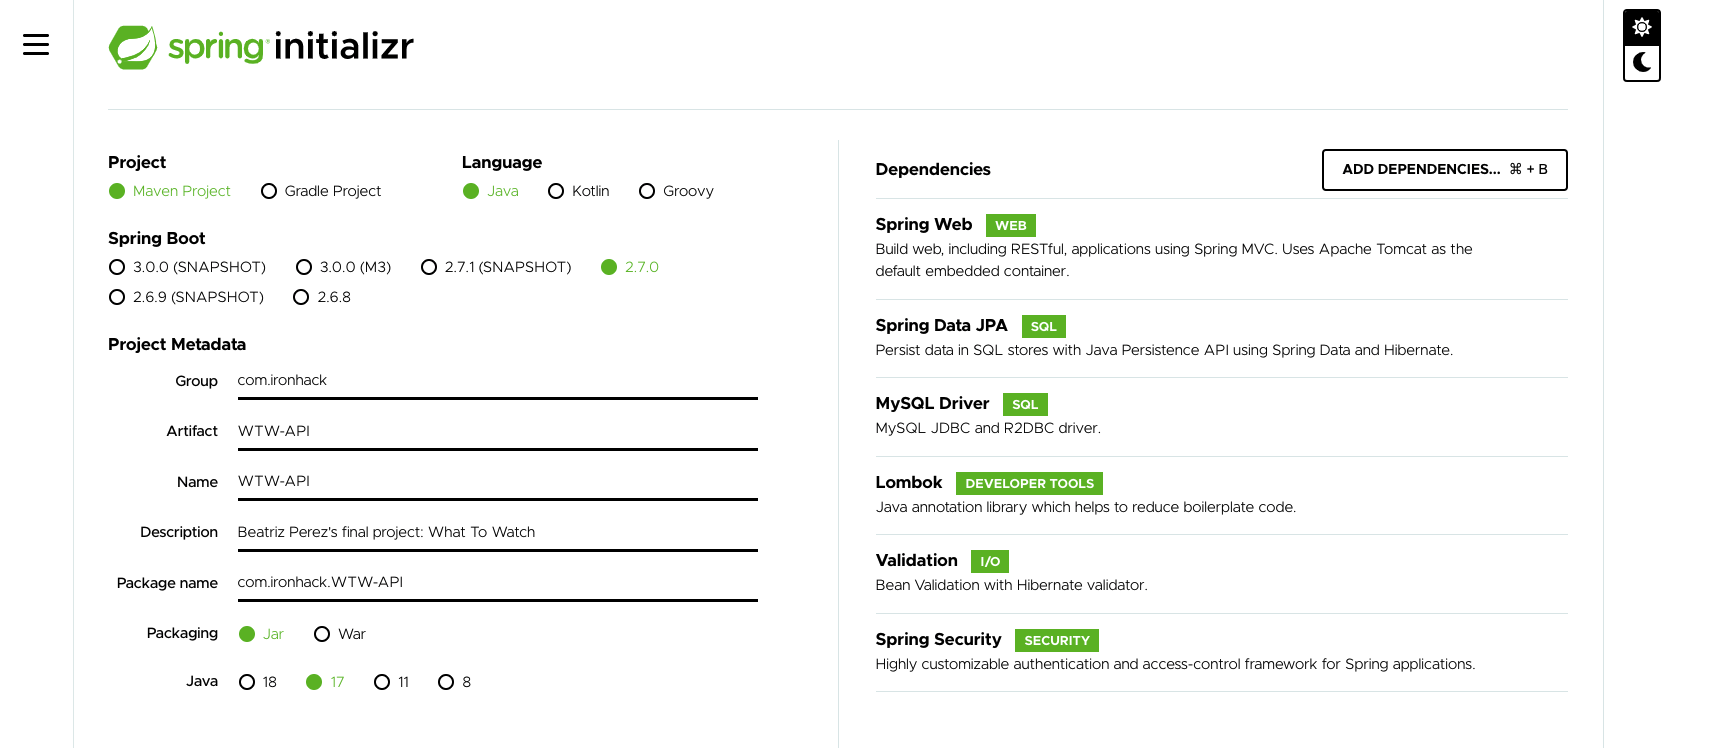 spring initializr
Project
Maven Project
Gradle Project
Language
Java
Kotlin
Groovy
Spring Boot
3.0.0 (SNAPSHOT)
3.0.0 (M3)
2.7.1 (SNAPSHOT)
2.7.0
2.6.9 (SNAPSHOT)
2.6.8
Project Metadata
Group com.ironhack
Artifact WTW-API
Name WTW-API
Description Beatriz Perez's final project: What To Watch
Package name com.ironhack.WTW-API
Packaging Jar War
Java 18 17 11 8
Dependencies
ADD DEPENDENCIES... ⌘ + B
Spring Web WEB
Build web, including RESTful, applications using Spring MVC. Uses Apache Tomcat as the
default embedded container.
Spring Data JPA SQL
Persist data in SQL stores with Java Persistence API using Spring Data and Hibernate.
MySQL Driver SQL
MySQL JDBC and R2DBC driver.
Lombok DEVELOPER TOOLS
Java annotation library which helps to reduce boilerplate code.
Validation I/O
Bean Validation with Hibernate validator.
Spring Security SECURITY
Highly customizable authentication and access-control framework for Spring applications.